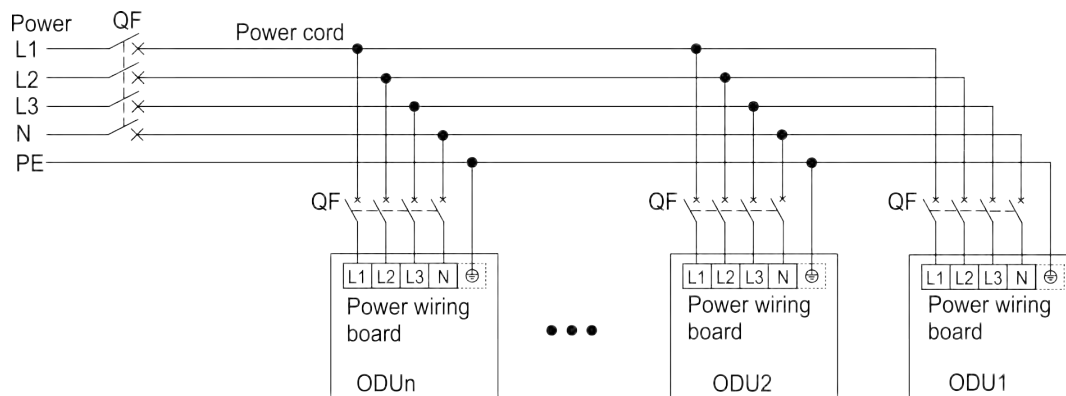 Power QF
L1
Power cord
L2
L3
N
PE
QF QF QF
L1 L2 L3 N
L1 L2 L3 N
L1 L2 L3 N
Power wiring
board
Power wiring
board
Power wiring
board
ODUn
ODU2
ODU1